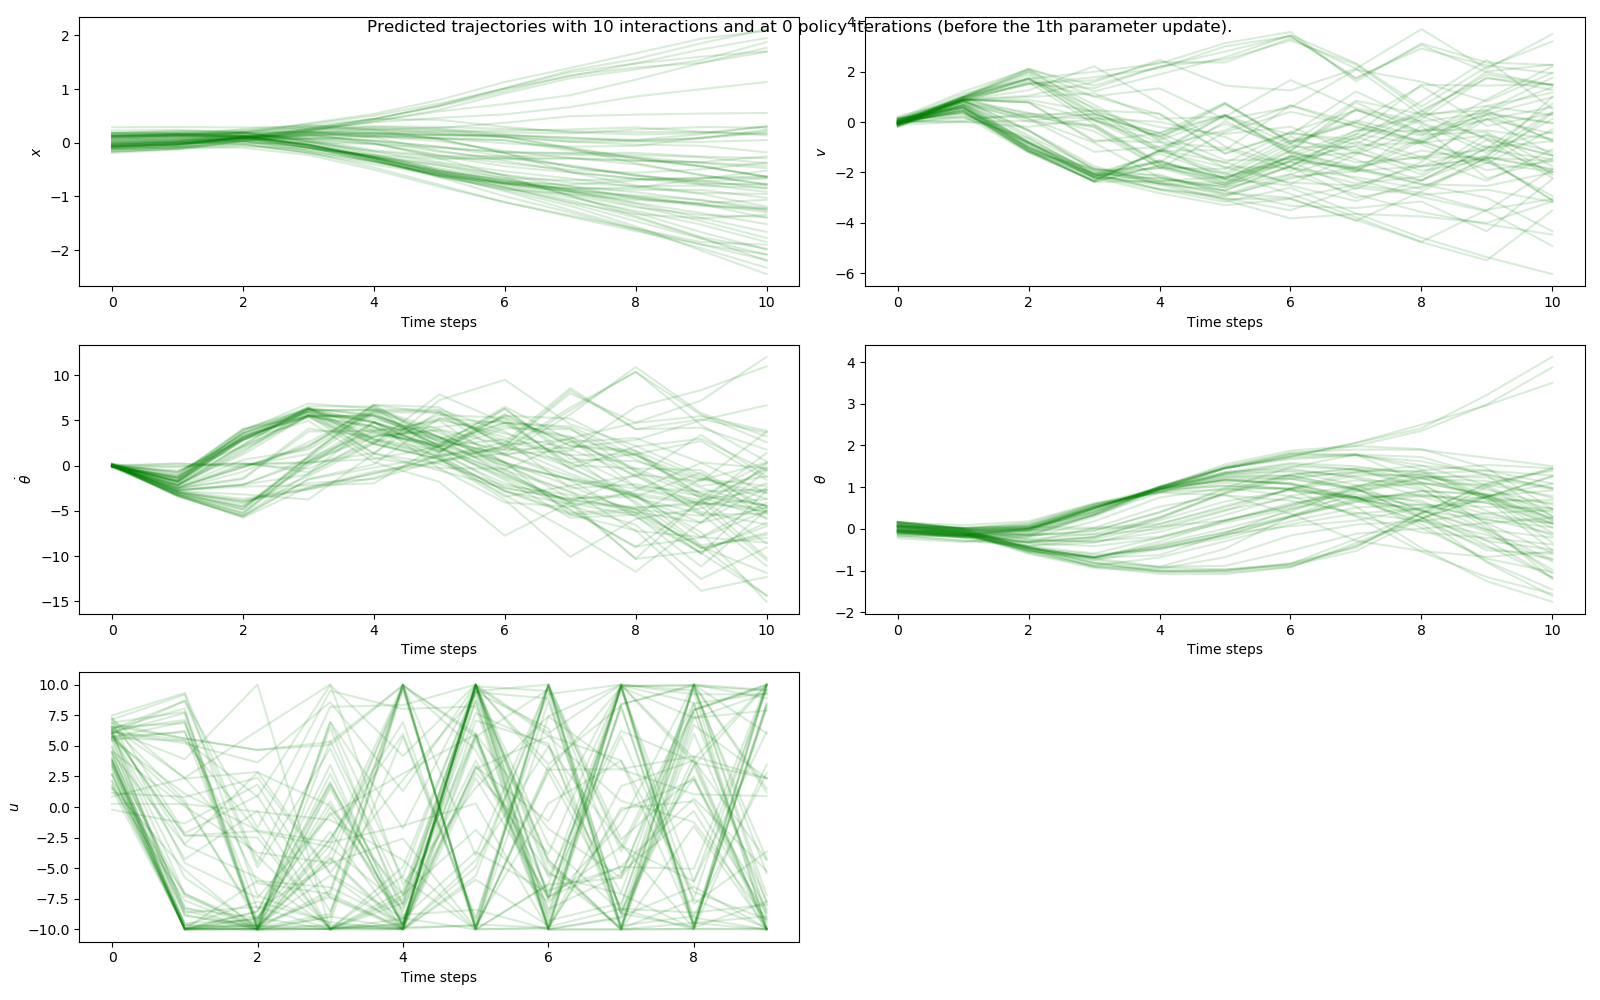 Predicted trajectories with 10 interactions and at 0 policy iterations (before the 1th parameter update).
2
1
0
−1
−2
x
0 2 4 6 8 10
Time steps
4
2
0
−2
−4
−6
v
0 2 4 6 8 10
Time steps
10
5
0
−5
−10
−15
θ̇
0 2 4 6 8 10
Time steps
4
3
2
1
0
−1
−2
θ
0 2 4 6 8 10
Time steps
10.0
7.5
5.0
2.5
0.0
−2.5
−5.0
−7.5
−10.0
u
0 2 4 6 8
Time steps